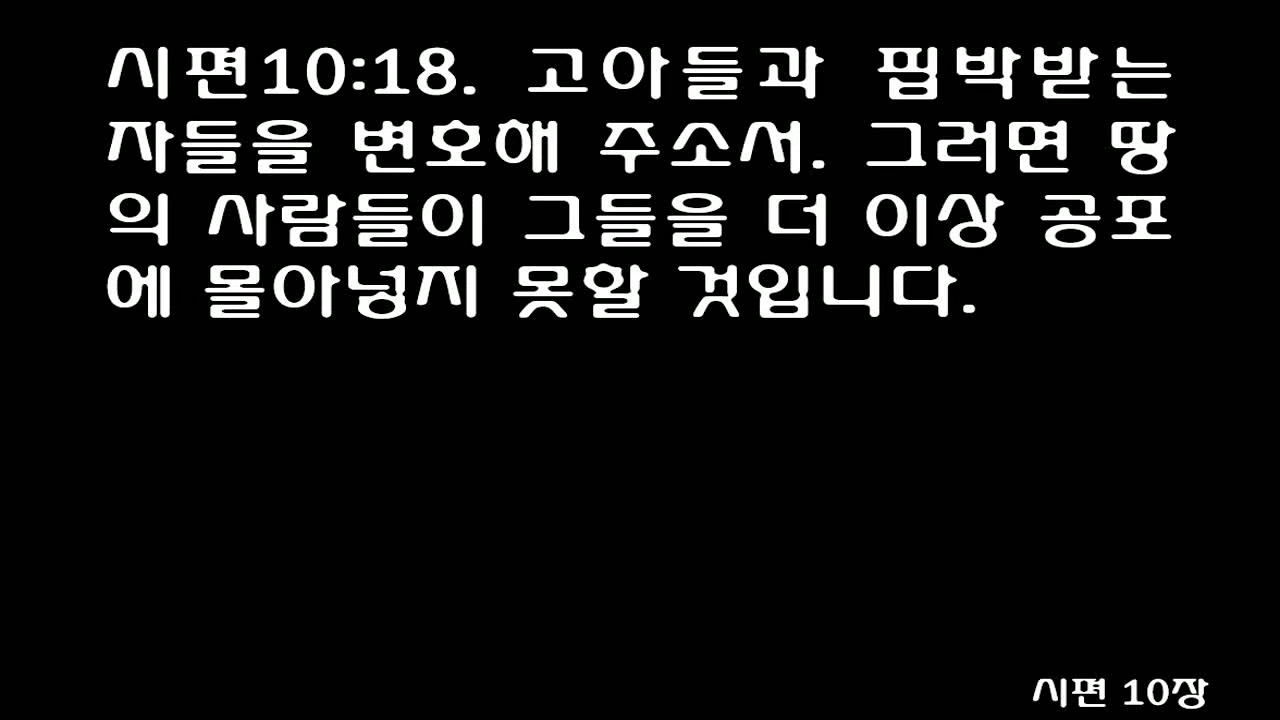 시편10:18. 고아들과 핍박받는
자들을 변호해 주소서. 그러면 땅
의 사람들이 그들을 더 이상 공포
에 몰아넣지 못할 것입니다.
시편 10장